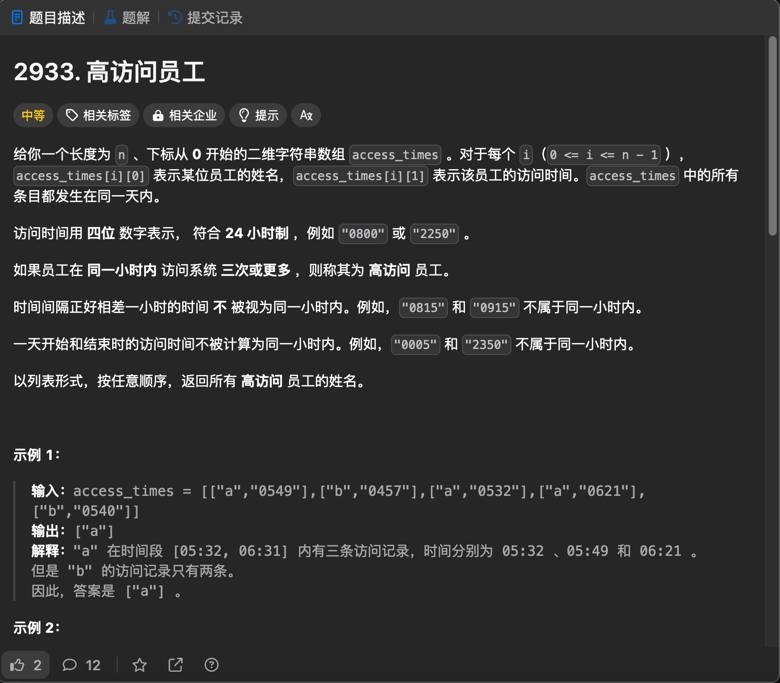 题目描述 题解 提交记录
2933. 高访问员工
中等 相关标签 相关企业 提示 Aあ
给你一个长度为 n 、下标从 0 开始的二维字符串数组 access_times 。对于每个 i（0 <= i <= n - 1 ），
access_times[i][0] 表示某位员工的姓名，access_times[i][1] 表示该员工的访问时间。access_times 中的所有
条目都发生在同一天内。
访问时间用 四位 数字表示， 符合 24 小时制 ，例如 "0800" 或 "2250" 。
如果员工在 同一小时内 访问系统 三次或更多 ，则称其为 高访问 员工。
时间间隔正好相差一小时的时间 不 被视为同一小时内。例如，"0815" 和 "0915" 不属于同一小时内。
一天开始和结束时的访问时间不被计算为同一小时内。例如，"0005" 和 "2350" 不属于同一小时内。
以列表形式，按任意顺序，返回所有 高访问 员工的姓名。
示例 1：
输入：access_times = [["a","0549"],["b","0457"],["a","0532"],["a","0621"],
["b","0540"]]
输出：["a"]
解释："a" 在时间段 [05:32, 06:31] 内有三条访问记录，时间分别为 05:32 、05:49 和 06:21 。
但是 "b" 的访问记录只有两条。
因此，答案是 ["a"] 。
示例 2：
2 12